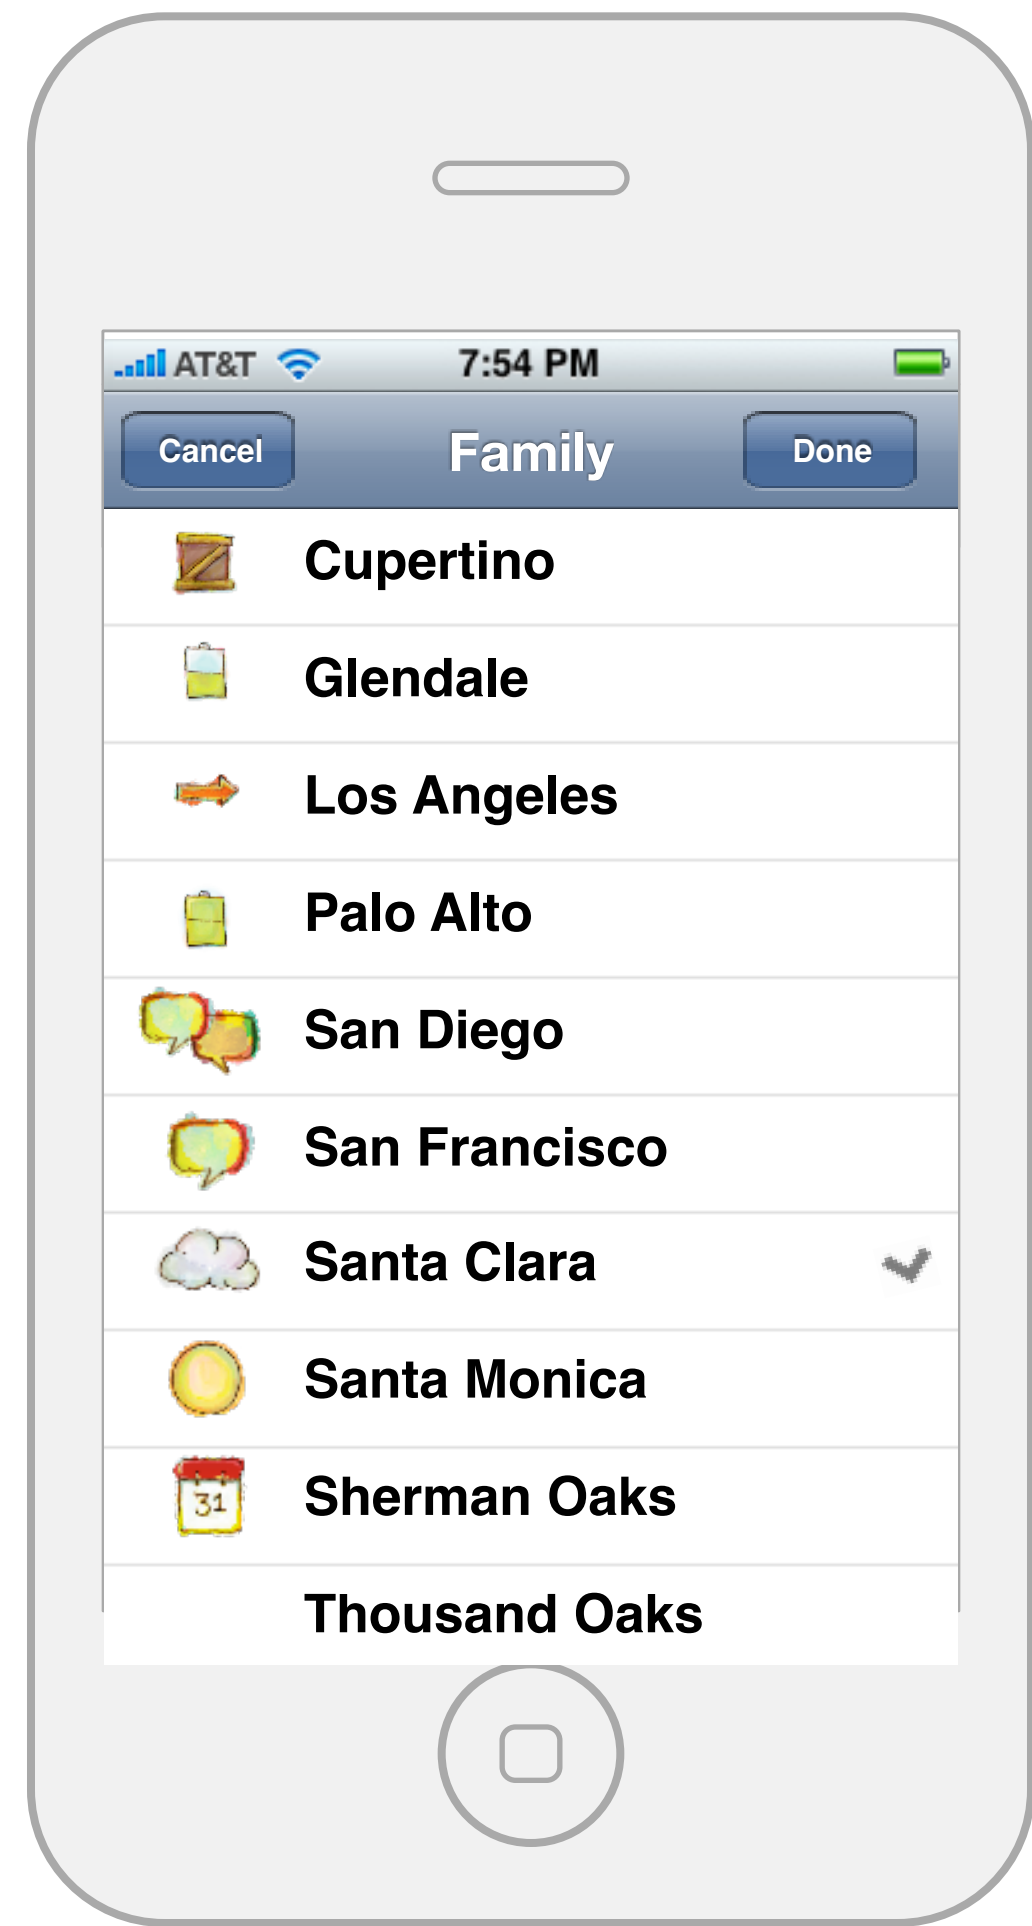 AT&T 7:54 PM
Cancel Family Done
Cupertino
Glendale
Los Angeles
Palo Alto
San Diego
San Francisco
Santa Clara
Santa Monica
31 Sherman Oaks
Thousand Oaks